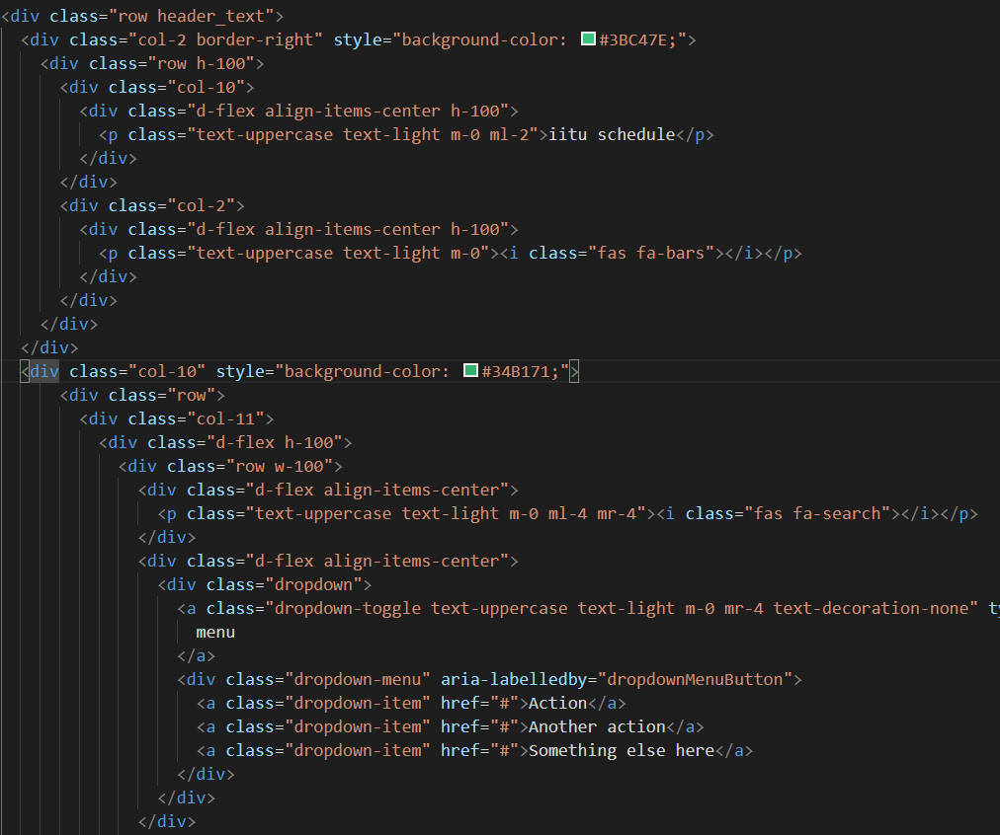 <div class="row header_text">
<div class="col-2 border-right" style="background-color: #3BC47E;">
<div class="row h-100">
<div class="col-10">
<div class="d-flex align-items-center h-100">
<p class="text-uppercase text-light m-0 ml-2">iitu schedule</p>
</div>
</div>
<div class="col-2">
<div class="d-flex align-items-center h-100">
<p class="text-uppercase text-light m-0"><i class="fas fa-bars"></i></p>
</div>
</div>
</div>
</div>
<div class="col-10" style="background-color: #34B171;">
<div class="row">
<div class="col-11">
<div class="d-flex h-100">
<div class="row w-100">
<div class="d-flex align-items-center">
<p class="text-uppercase text-light m-0 ml-4 mr-4"><i class="fas fa-search"></i></p>
</div>
<div class="d-flex align-items-center">
<div class="dropdown">
<a class="dropdown-toggle text-uppercase text-light m-0 mr-4 text-decoration-none" ty
menu
</a>
<div class="dropdown-menu" aria-labelledby="dropdownMenuButton">
<a class="dropdown-item" href="#">Action</a>
<a class="dropdown-item" href="#">Another action</a>
<a class="dropdown-item" href="#">Something else here</a>
</div>
</div>
</div>